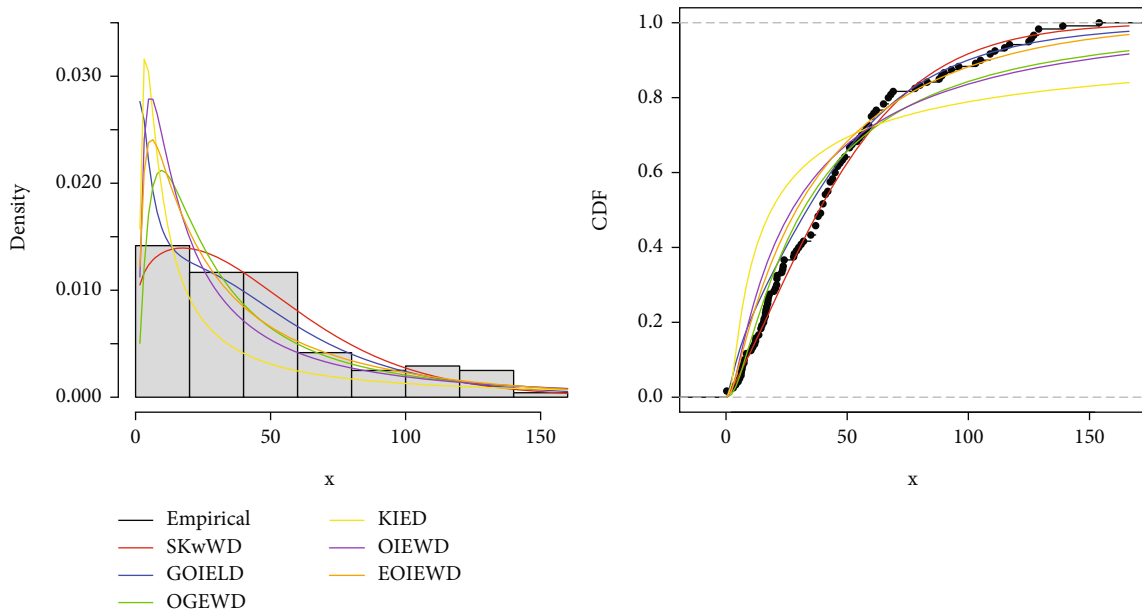 0.030
0.020
0.010
0.000
Density
0
50
100
150
x
1.0
0.8
0.6
0.4
0.2
0.0
CDF
0
50
100
150
x
Empirical
SKwWD
GOIELD
OGEWD
KIED
OIEWD
EOIEWD